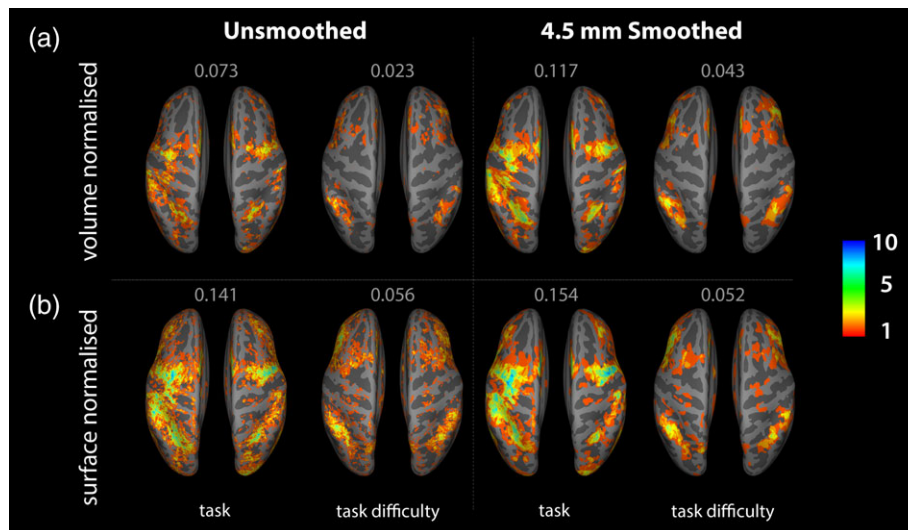 (a)
Unsmoothed
4.5 mm Smoothed
volume normalised
0.073
0.023
0.117
0.043
10
5
1
(b)
surface normalised
0.141
0.056
0.154
0.052
task
task difficulty
task
task difficulty